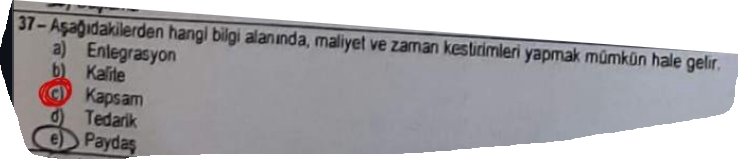 37- Aşağıdakilerden hangi bilgi alanında, maliyet ve zaman kestirimleri yapmak mümkün hale gelir.
a) Entegrasyon
b) Kalite
c) Kapsam
d) Tedarik
e) Paydaş